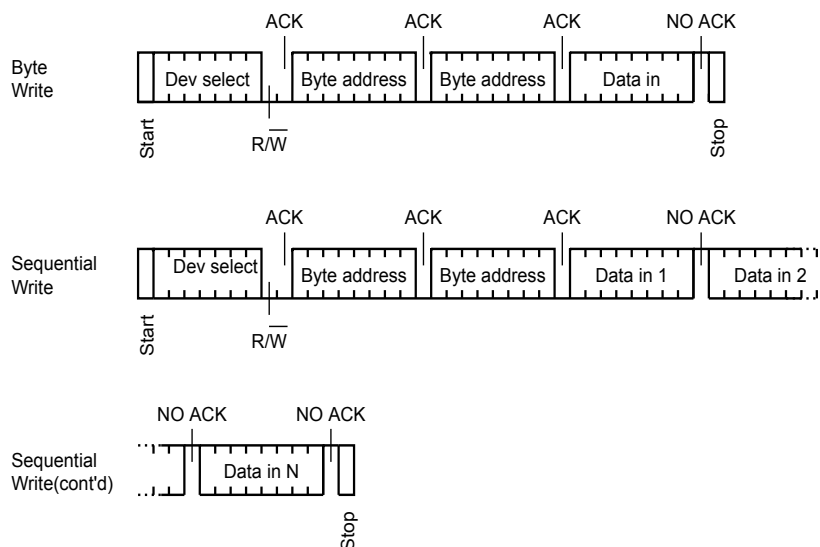 ACK ACK ACK NO ACK
Byte
Write
Dev select Byte address Byte address Data in
Start R/W̅ Stop
ACK ACK ACK NO ACK
Sequential
Write
Dev select Byte address Byte address Data in 1 Data in 2
Start R/W̅
NO ACK NO ACK
Sequential
Write(cont'd)
Data in N
Stop